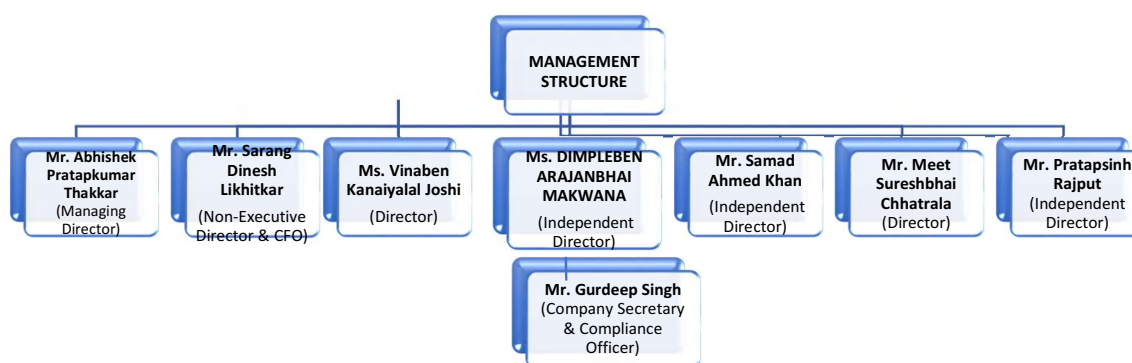 MANAGEMENT
STRUCTURE
Mr. Abhishek
Pratapkumar
Thakkar
(Managing
Director)
Mr. Sarang
Dinesh
Likhitkar
(Non-Executive
Director & CFO)
Ms. Vinaben
Kanaiyalal Joshi
(Director)
Ms. DIMPLEBEN
ARAJANBHAI
MAKWANA
(Independent
Director)
Mr. Samad
Ahmed Khan
(Independent
Director)
Mr. Meet
Sureshbhai
Chhatrala
(Director)
Mr. Pratapsinh
Rajput
(Independent
Director)
Mr. Gurdeep Singh
(Company Secretary
& Compliance
Officer)